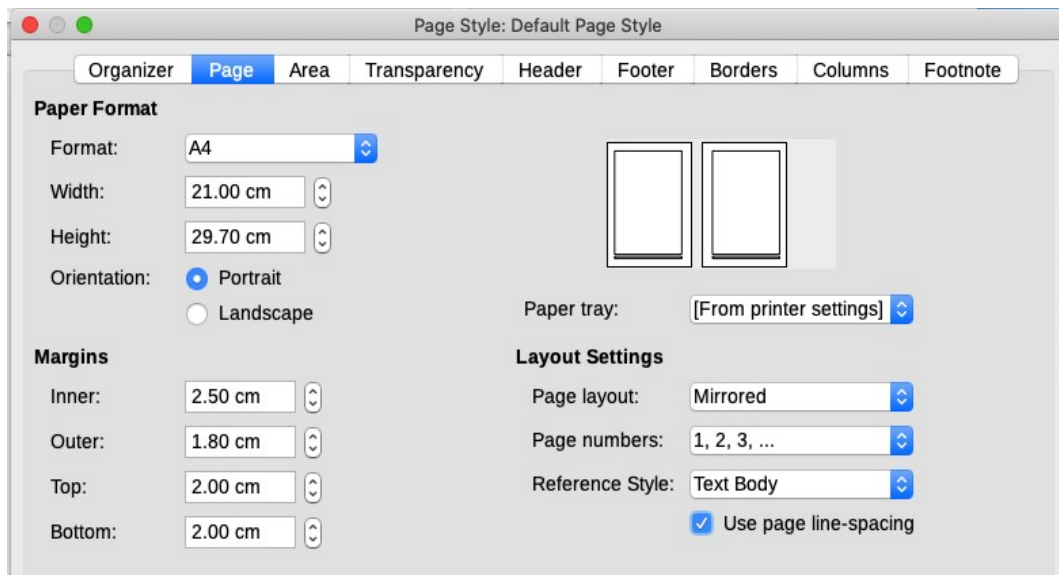 Page Style: Default Page Style
Organizer Page Area Transparency Header Footer Borders Columns Footnote
Paper Format
Format: A4
Width: 21.00 cm
Height: 29.70 cm
Orientation: Portrait
Landscape
Paper tray: [From printer settings]
Margins
Inner: 2.50 cm
Outer: 1.80 cm
Top: 2.00 cm
Bottom: 2.00 cm
Layout Settings
Page layout: Mirrored
Page numbers: 1, 2, 3, ...
Reference Style: Text Body
Use page line-spacing